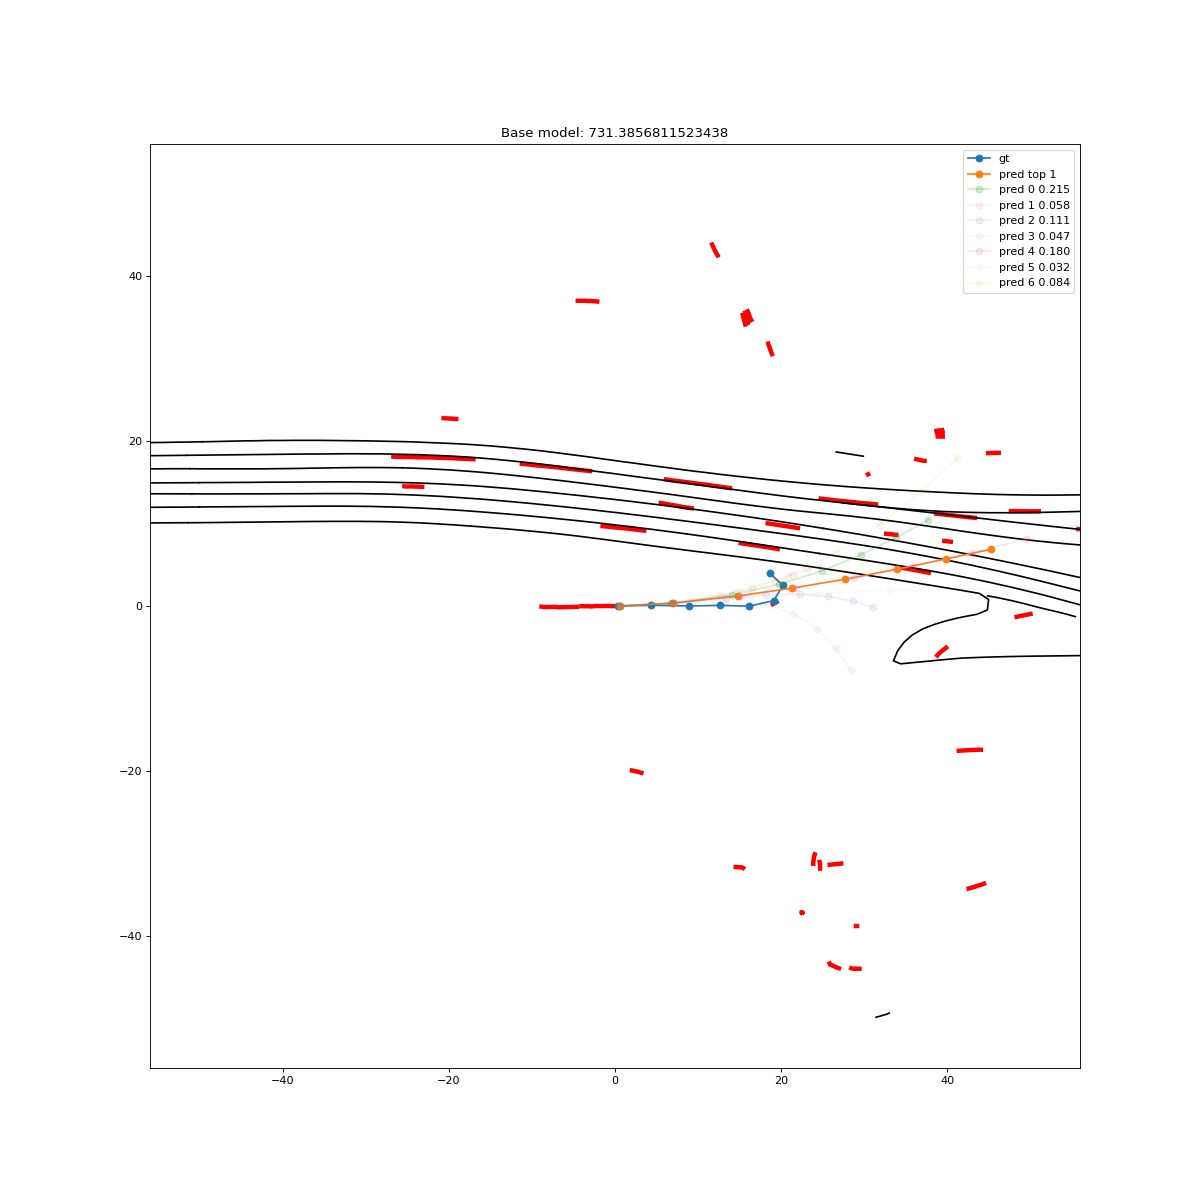 Base model: 731.3856811523438
gt
pred top 1
pred 0 0.215
pred 1 0.058
pred 2 0.111
pred 3 0.047
pred 4 0.180
pred 5 0.032
pred 6 0.084
40
20
0
−20
−40
−40
−20
0
20
40